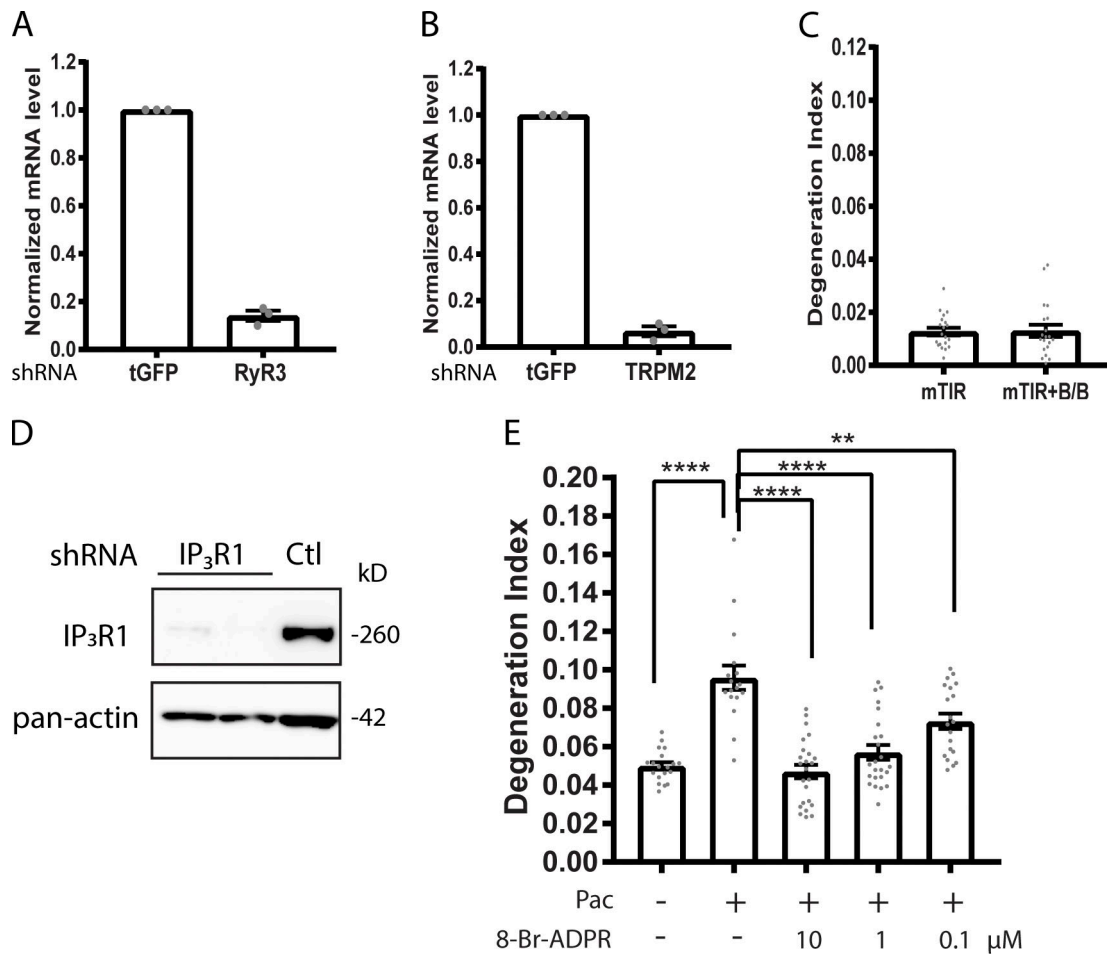 A
Normalized mRNA level
1.2
1.0
0.8
0.6
0.4
0.2
0.0
shRNA tGFP RyR3
B
Normalized mRNA level
1.2
1.0
0.8
0.6
0.4
0.2
0.0
shRNA tGFP TRPM2
C
Degeneration Index
0.12
0.10
0.08
0.06
0.04
0.02
0.00
mTIR mTIR+B/B
D
shRNA IP₃R1 Ctl
kD
IP₃R1 -260
pan-actin -42
E
Degeneration Index
**
****
****
****
0.20
0.18
0.16
0.14
0.12
0.10
0.08
0.06
0.04
0.02
0.00
Pac - + + + +
8-Br-ADPR - - 10 1 0.1 μM